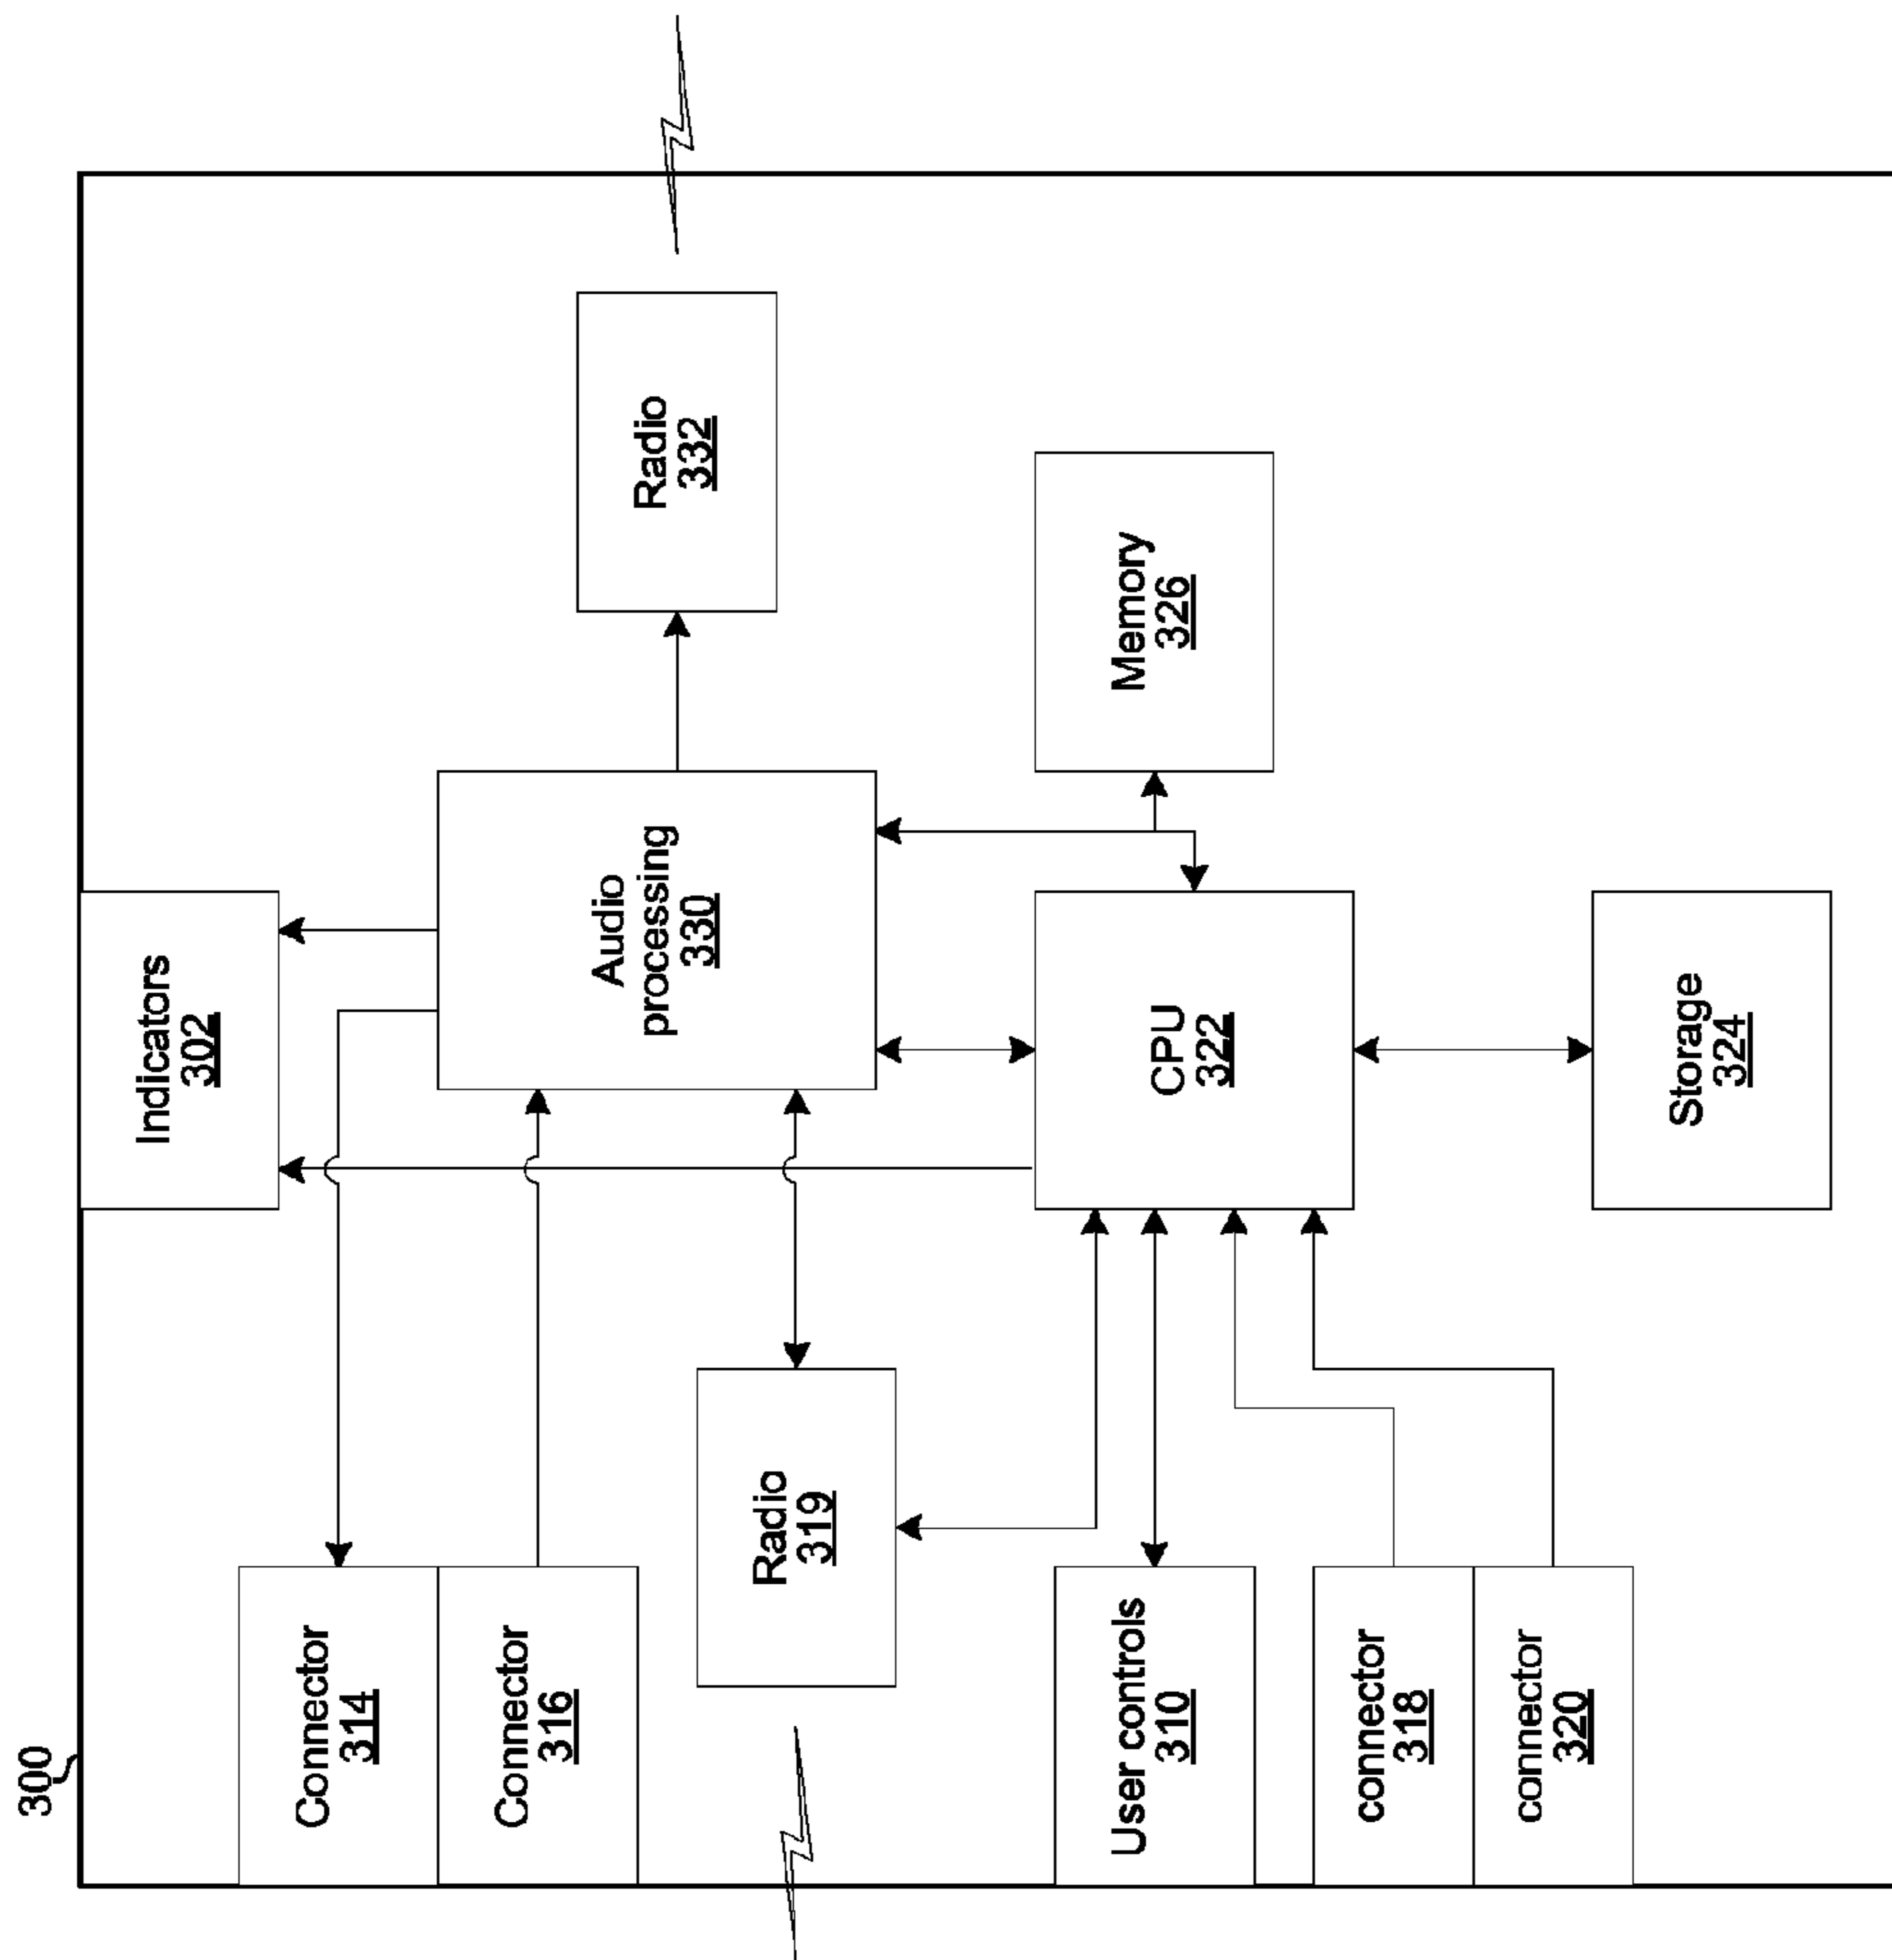 300
Indicators
302
Connector
314
Connector
316
Audio
processing
330
Radio
332
Radio
319
User controls
310
CPU
322
Memory
326
connector
318
connector
320
Storage
324